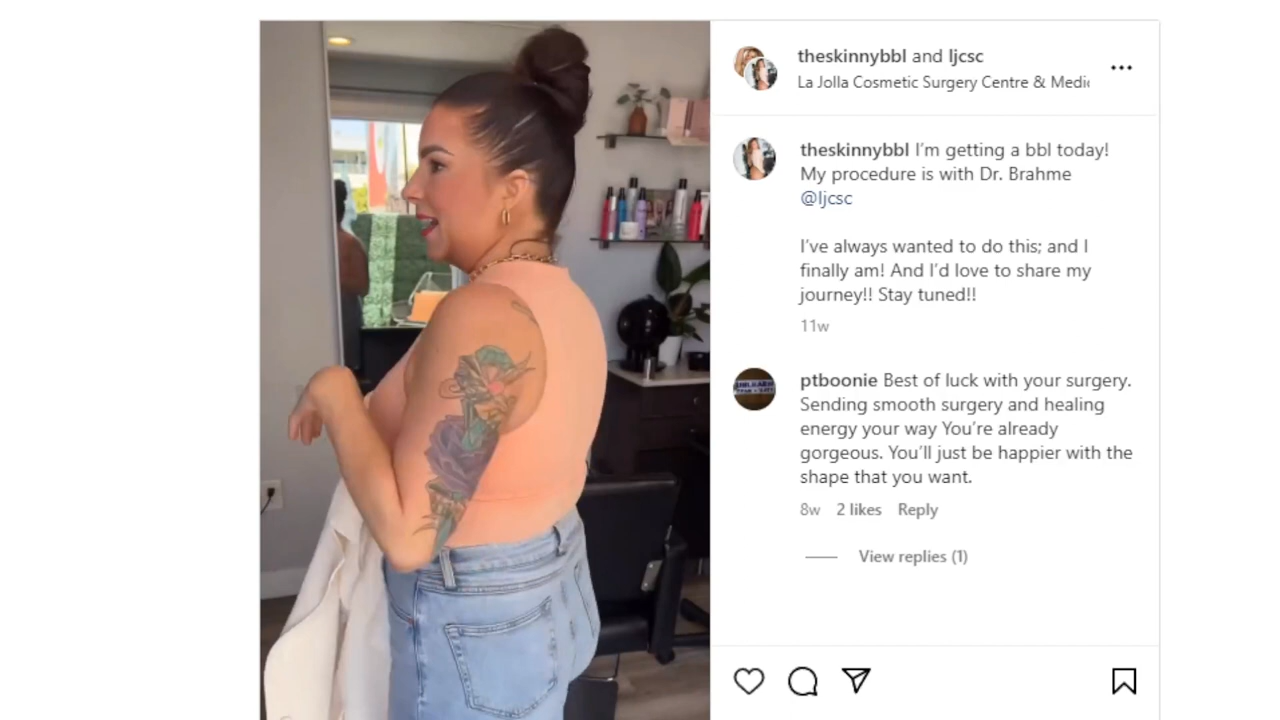 theskinnybbl and ljcsc
La Jolla Cosmetic Surgery Centre & Medic
theskinnybbl I'm getting a bbl today!
My procedure is with Dr. Brahme
@ljcsc
I've always wanted to do this; and I
finally am! And I'd love to share my
journey!! Stay tuned!!
11w
ptboonie Best of luck with your surgery.
Sending smooth surgery and healing
energy your way You're already
gorgeous. You'll just be happier with the
shape that you want.
8w 2 likes Reply
View replies (1)